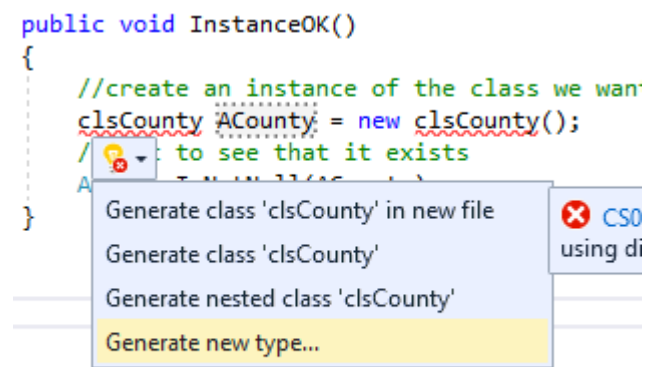 public void InstanceOK()
{
//create an instance of the class we want
clsCounty ACounty = new clsCounty();
/ to see that it exists
A
}
Generate class 'clsCounty' in new file
Generate class 'clsCounty'
Generate nested class 'clsCounty'
Generate new type...
CS0
using di